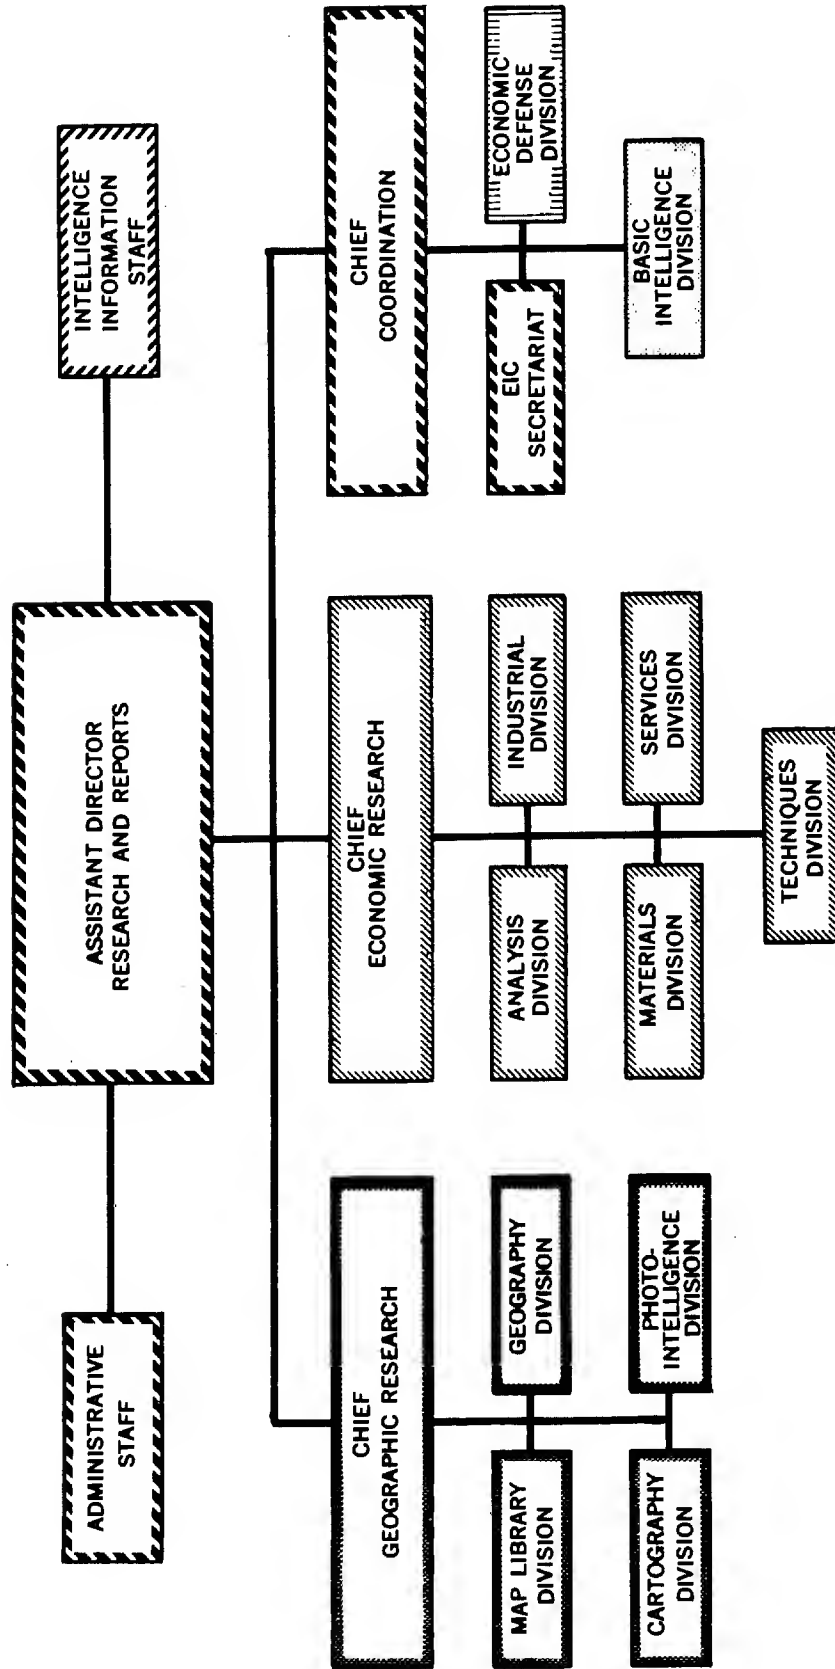 ASSISTANT DIRECTOR
RESEARCH AND REPORTS
ADMINISTRATIVE
STAFF
INTELLIGENCE
INFORMATION
STAFF
CHIEF
GEOGRAPHIC RESEARCH
MAP LIBRARY
DIVISION
GEOGRAPHY
DIVISION
CARTOGRAPHY
DIVISION
PHOTO-
INTELLIGENCE
DIVISION
CHIEF
ECONOMIC RESEARCH
ANALYSIS
DIVISION
INDUSTRIAL
DIVISION
MATERIALS
DIVISION
SERVICES
DIVISION
TECHNIQUES
DIVISION
CHIEF
COORDINATION
EIC
SECRETARIAT
ECONOMIC
DEFENSE
DIVISION
BASIC
INTELLIGENCE
DIVISION